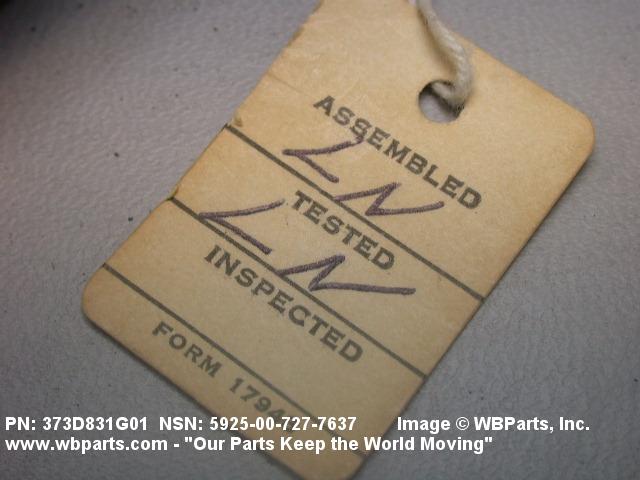 ASSEMBLED
LN
TESTED
LN
INSPECTED
FORM 1794
PN: 373D831G01 NSN: 5925-00-727-7637 Image © WBParts, Inc.
www.wbparts.com - "Our Parts Keep the World Moving"